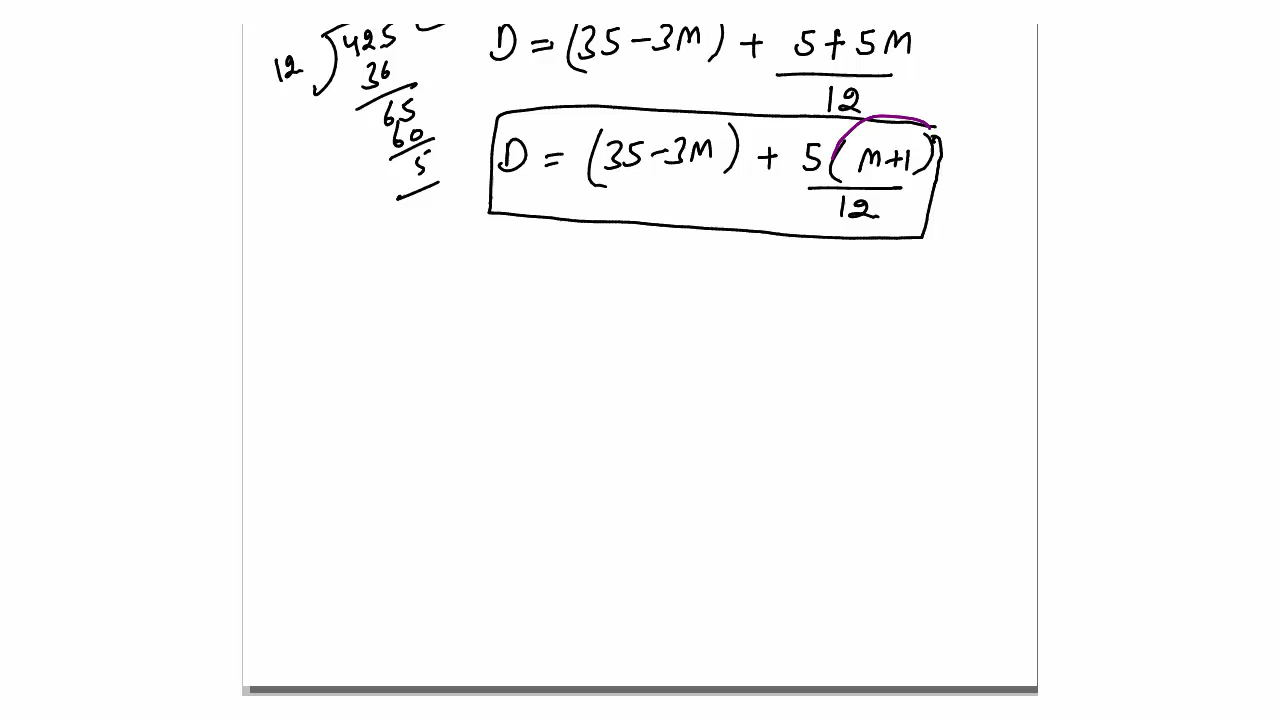 12 ) 425
36
65
60
5
D = (35-3M) + 5+5M
12
D = (35-3M) + 5(M+1)
12